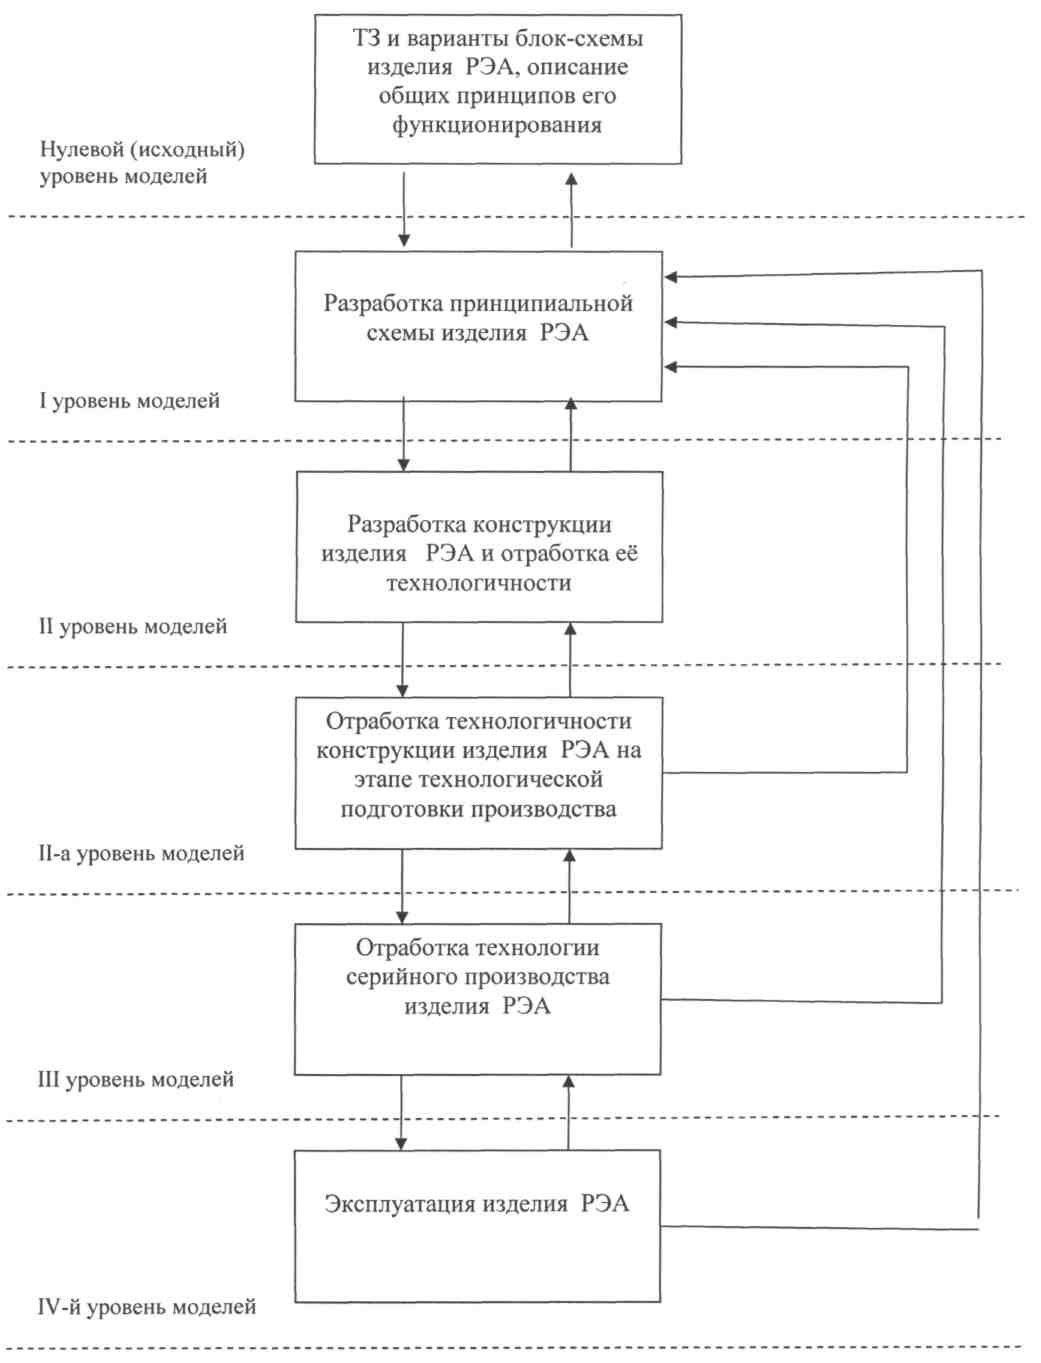 ТЗ и варианты блок-схемы
изделия РЭА, описание
общих принципов его
функционирования
Нулевой (исходный)
уровень моделей
Разработка принципиальной
схемы изделия РЭА
I уровень моделей
Разработка конструкции
изделия РЭА и отработка её
технологичности
II уровень моделей
Отработка технологичности
конструкции изделия РЭА на
этапе технологической
подготовки производства
II-а уровень моделей
Отработка технологии
серийного производства
изделия РЭА
III уровень моделей
Эксплуатация изделия РЭА
IV-й уровень моделей